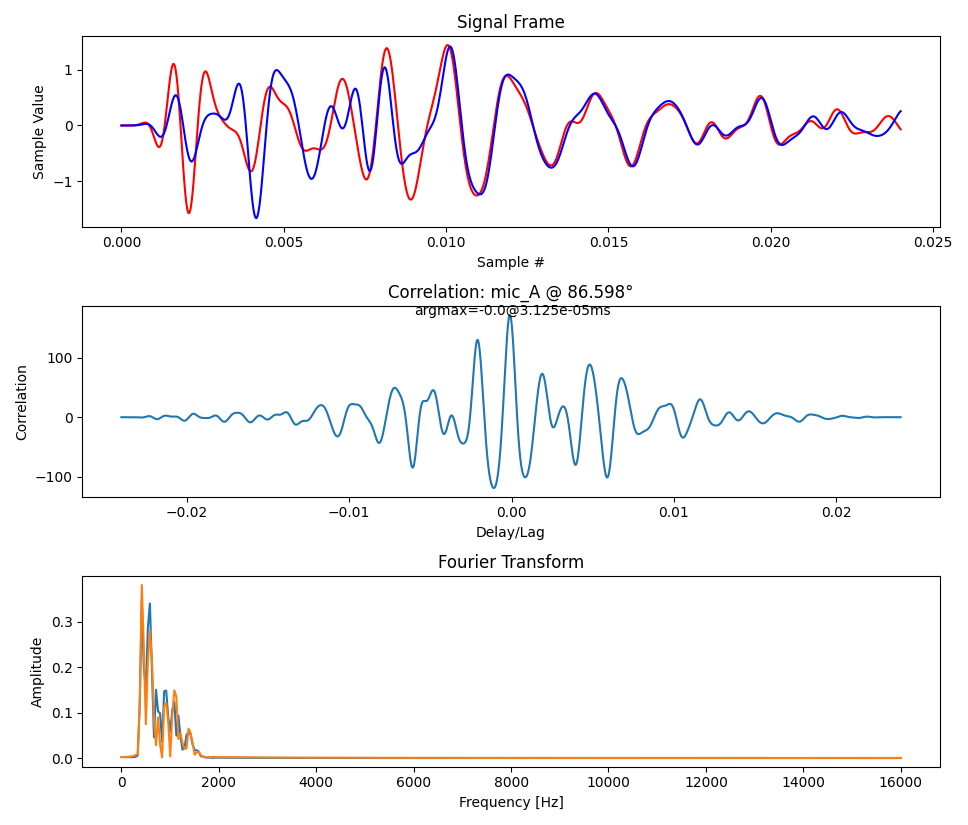 Signal Frame
1
0
−1
Sample Value
0.000 0.005 0.010 0.015 0.020 0.025
Sample #
Correlation: mic_A @ 86.598°
argmax=-0.0@3.125e-05ms
100
0
−100
Correlation
−0.02 −0.01 0.00 0.01 0.02
Delay/Lag
Fourier Transform
0.3
0.2
0.1
0.0
Amplitude
0 2000 4000 6000 8000 10000 12000 14000 16000
Frequency [Hz]